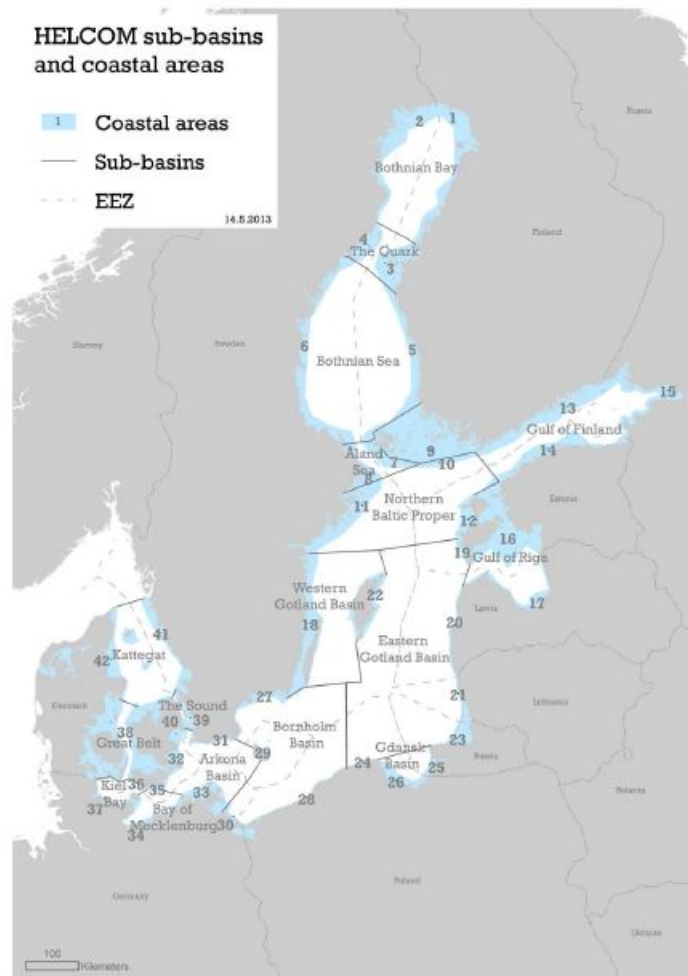 HELCOM sub-basins
and coastal areas
1 Coastal areas
Sub-basins
EEZ
14.5.2013
Russia
2 1
Bothnian Bay
4
The Quark
3
Finland
Norway
Sweden
6 5
Bothnian Sea
15
13
Gulf of Finland
14
9
Åland
Sea
7 10
8
11
Northern
Baltic Proper
12
Estonia
16
19
Gulf of Riga
17
Latvia
Western
Gotland Basin
22
18
20
Eastern
Gotland Basin
41
Kattegat
42
Denmark
The Sound
40 39
38
Great Belt
27
31
32
Arkona
Basin
29
Bornholm
Basin
21
Lithuania
23
Russia
Gdansk
Basin
24
25
26
Belarus
36
Kiel
Bay
35
37
33
Bay of
Mecklenburg
34
30
28
Germany
Poland
Ukraine
100
Kilometers